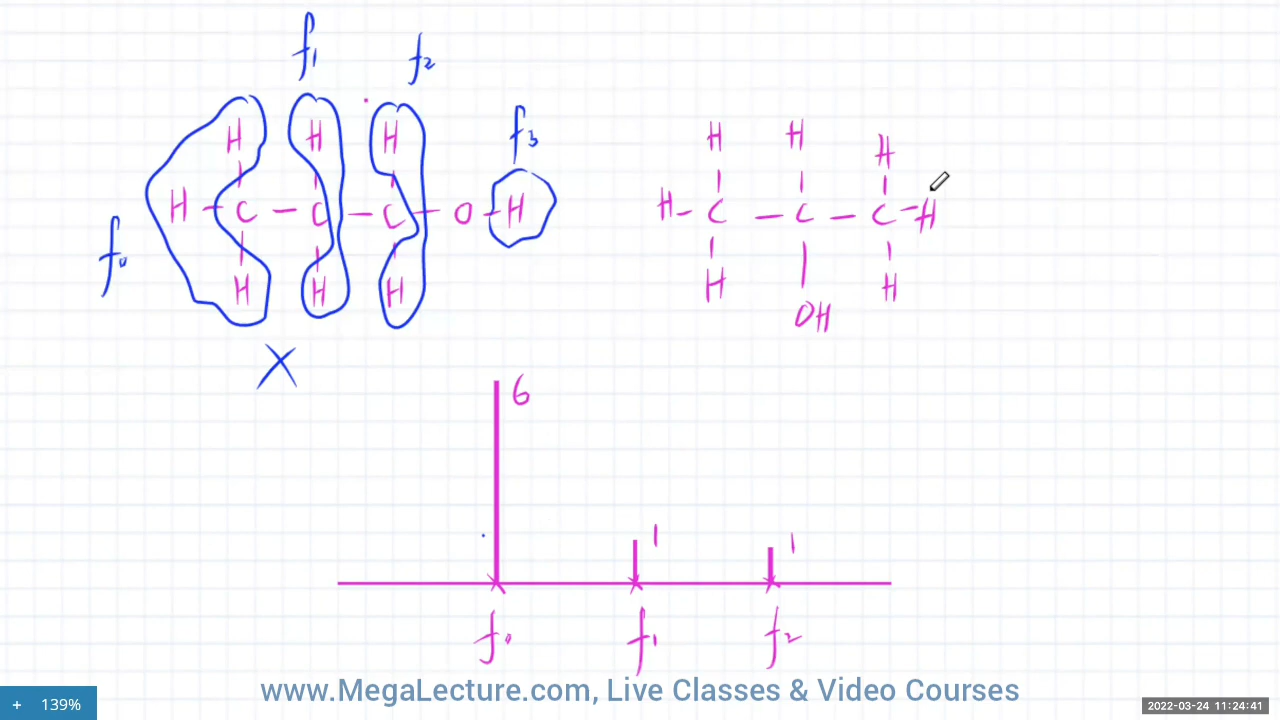 f1 f2
f3
H H H
H - C - C - C - O - H
f0
H H H
X
H H H
H - C - C - C - H
H OH H
6
1 1
f0 f1 f2
www.MegaLecture.com, Live Classes & Video Courses
+ 139%
2022-03-24 11:24:41